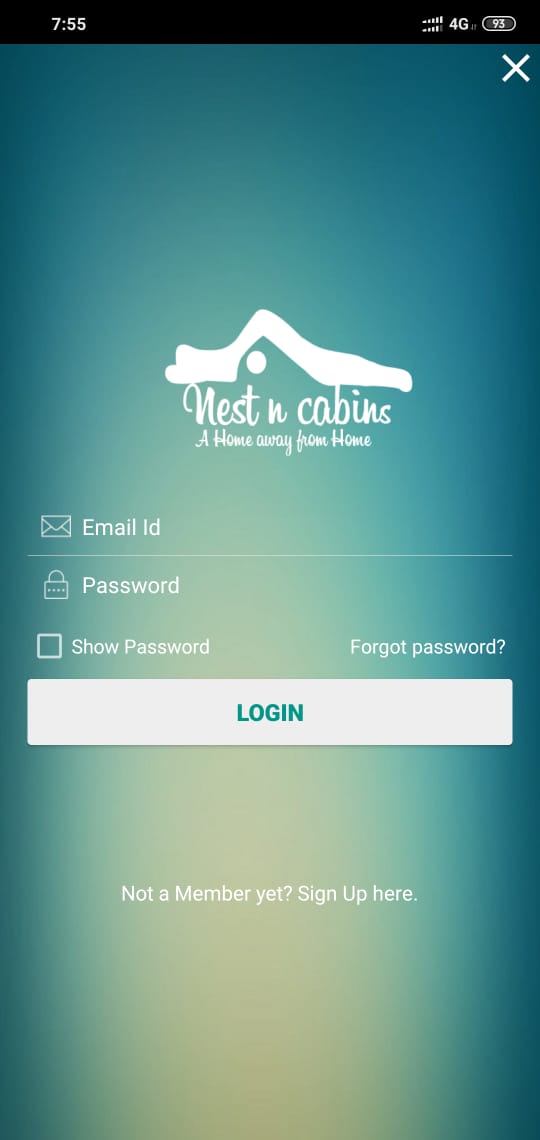 7:55
4G
93
Nest n cabins
A Home away from Home
Email Id
Password
Show Password
Forgot password?
LOGIN
Not a Member yet? Sign Up here.